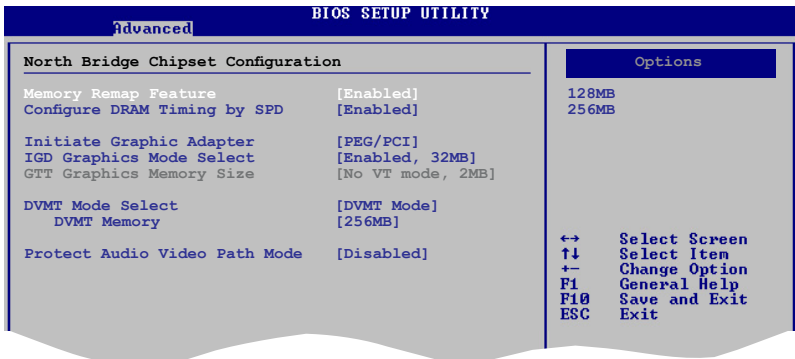 BIOS SETUP UTILITY
Advanced
North Bridge Chipset Configuration
Memory Remap Feature [Enabled]
Configure DRAM Timing by SPD [Enabled]
Initiate Graphic Adapter [PEG/PCI]
IGD Graphics Mode Select [Enabled, 32MB]
GTT Graphics Memory Size [No VT mode, 2MB]
DVMT Mode Select [DVMT Mode]
DVMT Memory [256MB]
Protect Audio Video Path Mode [Disabled]
Options
128MB
256MB
←→ Select Screen
↑↓ Select Item
+- Change Option
F1 General Help
F10 Save and Exit
ESC Exit